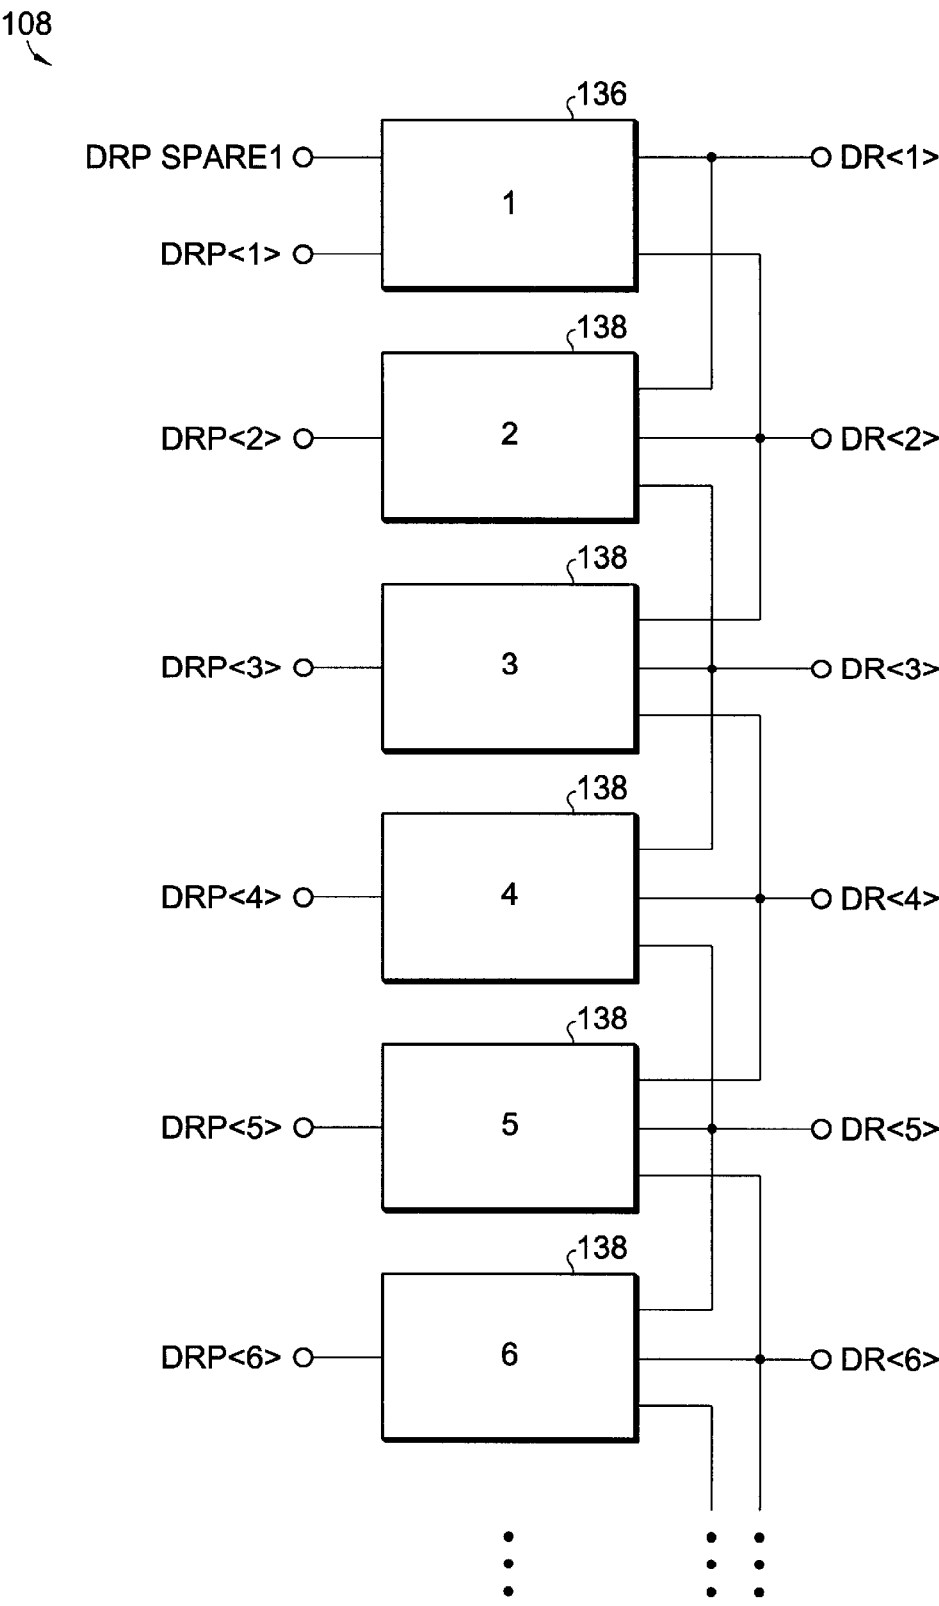 108
136
DRP SPARE1
DR<1>
1
DRP<1>
138
DRP<2>
2
DR<2>
138
DRP<3>
3
DR<3>
138
DRP<4>
4
DR<4>
138
DRP<5>
5
DR<5>
138
DRP<6>
6
DR<6>